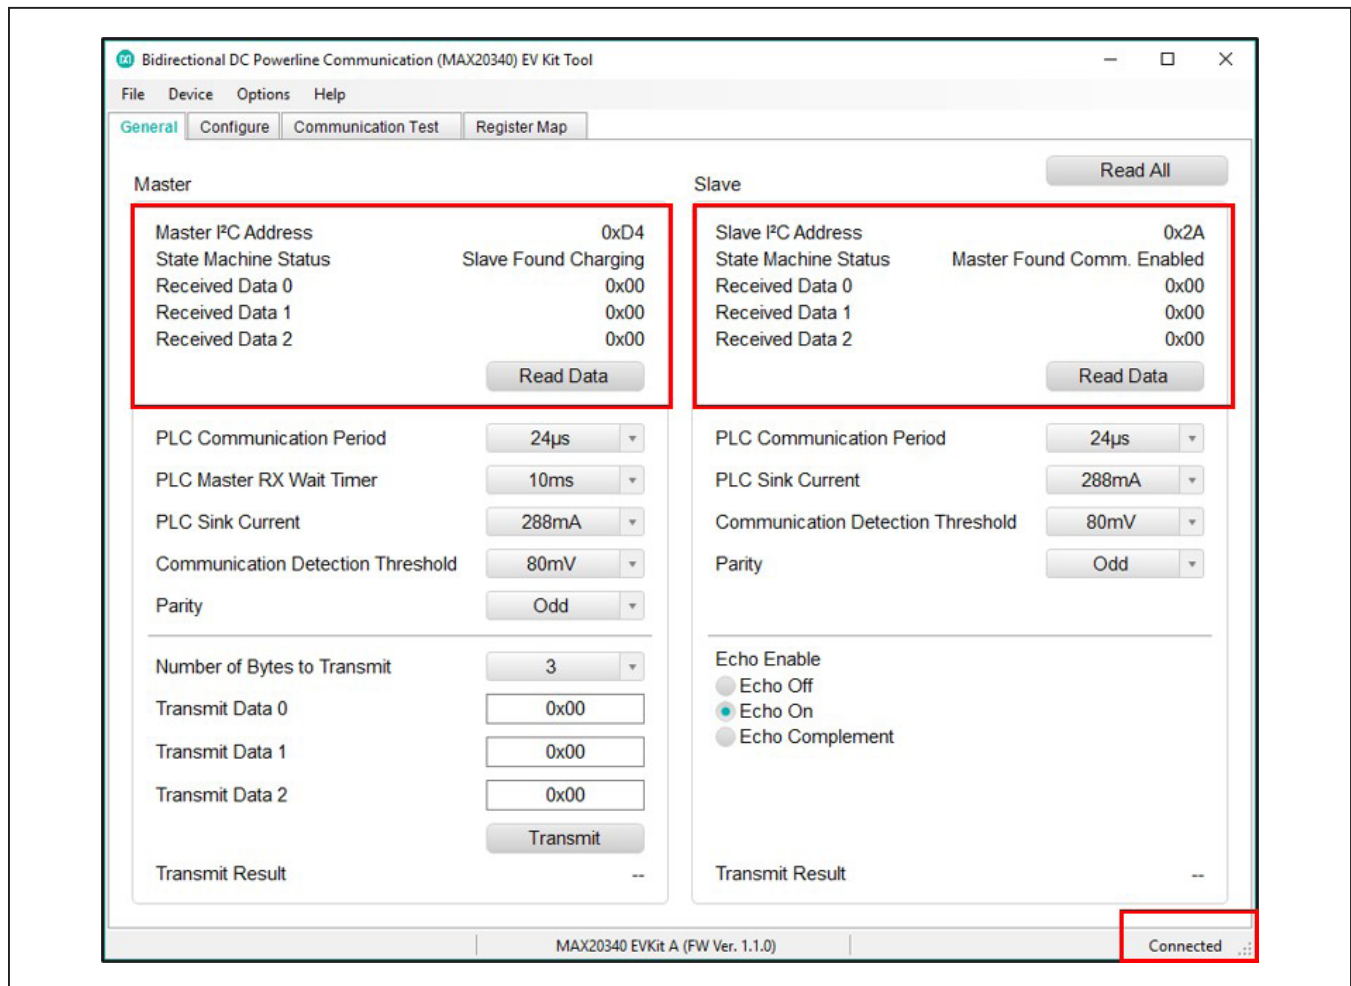 Bidirectional DC Powerline Communication (MAX20340) EV Kit Tool
File Device Options Help
General Configure Communication Test Register Map
Read All
Master
Master I²C Address 0xD4
State Machine Status Slave Found Charging
Received Data 0 0x00
Received Data 1 0x00
Received Data 2 0x00
Read Data
PLC Communication Period 24µs
PLC Master RX Wait Timer 10ms
PLC Sink Current 288mA
Communication Detection Threshold 80mV
Parity Odd
Number of Bytes to Transmit 3
Transmit Data 0 0x00
Transmit Data 1 0x00
Transmit Data 2 0x00
Transmit
Transmit Result --
Slave
Slave I²C Address 0x2A
State Machine Status Master Found Comm. Enabled
Received Data 0 0x00
Received Data 1 0x00
Received Data 2 0x00
Read Data
PLC Communication Period 24µs
PLC Sink Current 288mA
Communication Detection Threshold 80mV
Parity Odd
Echo Enable
Echo Off
Echo On
Echo Complement
Transmit Result --
MAX20340 EVKit A (FW Ver. 1.1.0)
Connected